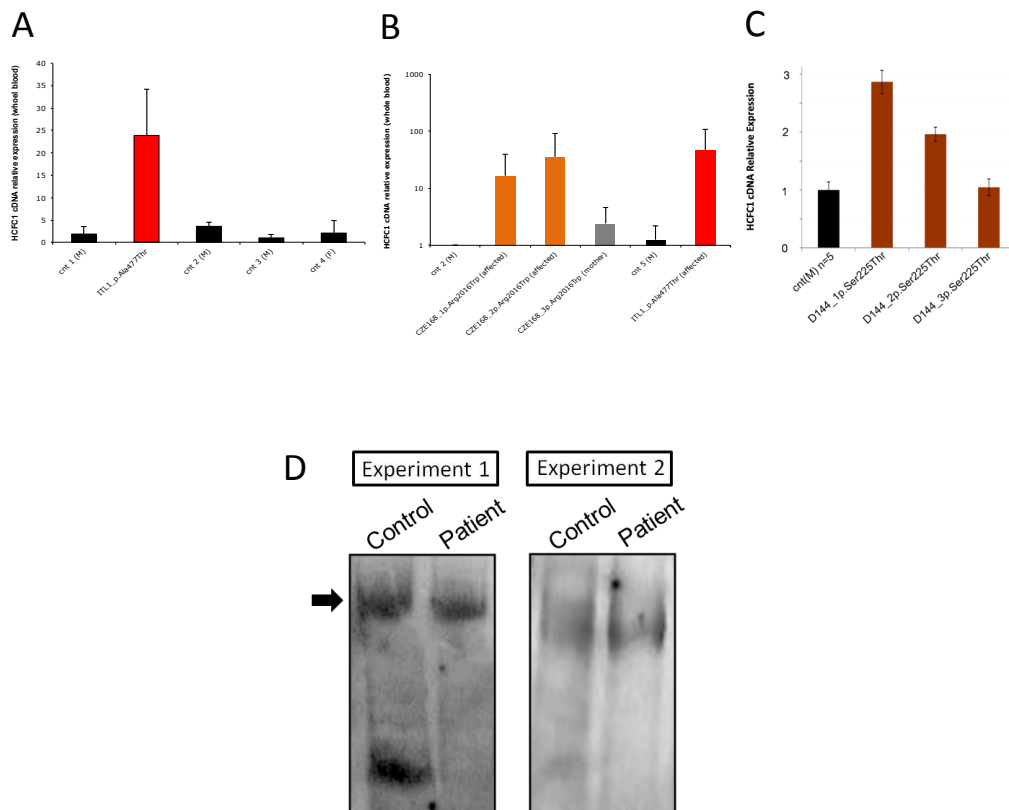 A
HCFC1 cDNA relative expression (whoel blood)
40
35
30
25
20
15
10
5
0
cnt 1 (M)
ITL1_p.Ala477Thr
cnt 2 (M)
cnt 3 (M)
cnt 4 (F)
B
HCFC1 cDNA relative expression (whole blood)
1000
100
10
1
cnt 2 (M)
CZE168_1p.Arg2016Trp (affected)
CZE168_2p.Arg2016Trp (affected)
CZE168_3p.Arg2016Trp (mother)
cnt 5 (M)
ITL1_p.Ala477Thr (affected)
C
HCFC1 cDNA Relative Expression
3
2
1
0
cnt(M) n=5
D144_1p.Ser225Thr
D144_2p.Ser225Thr
D144_3p.Ser225Thr
D
Experiment 1
Experiment 2
Control
Patient
Control
Patient